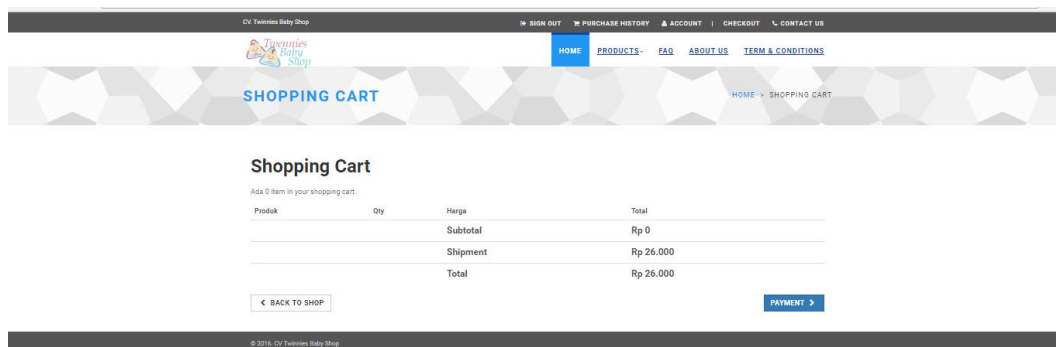 CV. Twinnies Baby Shop
SIGN OUT PURCHASE HISTORY ACCOUNT | CHECKOUT CONTACT US
Twennies
Baby
Shop
HOME PRODUCTS- FAQ ABOUT US TERM & CONDITIONS
SHOPPING CART
HOME > SHOPPING CART
Shopping Cart
Ada 0 item in your shopping cart.
Produk Qty Harga Total
Subtotal Rp 0
Shipment Rp 26.000
Total Rp 26.000
< BACK TO SHOP
PAYMENT >
© 2016. CV Twinnies Baby Shop